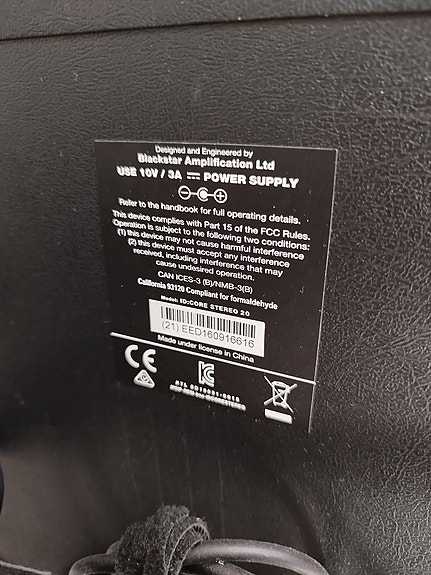 Designed and Engineered by
Blackstar Amplification Ltd
USE 10V / 3A ⎓ POWER SUPPLY
Refer to the handbook for full operating details.
This device complies with Part 15 of the FCC Rules.
Operation is subject to the following two conditions:
(1) this device may not cause harmful interference
(2) this device must accept any interference
received, including interference that may
cause undesired operation.
CAN ICES-3 (B)/NMB-3(B)
California 93120 Compliant for formaldehyde
Model: ID:CORE STEREO 20
(21) EED160916616
Made under license in China
CE